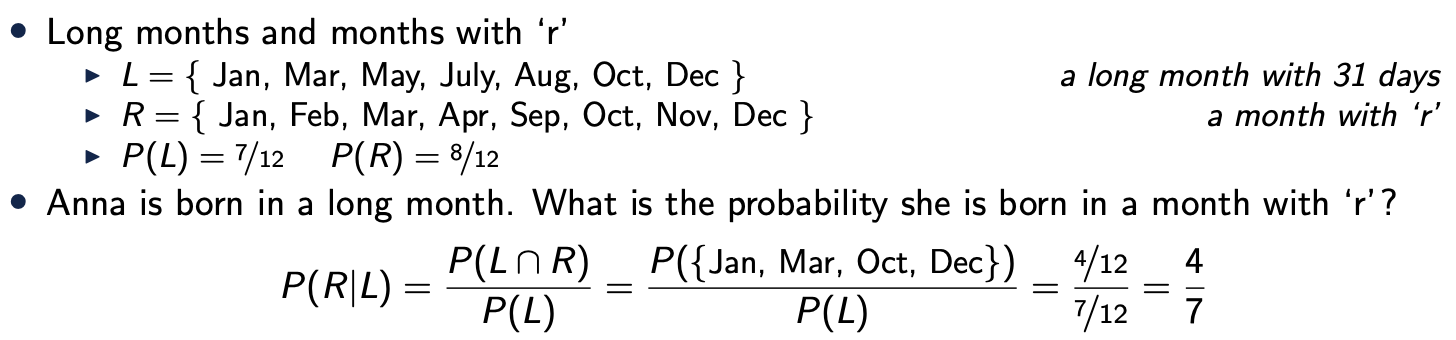 • Long months and months with ‘r’
▶ L = { Jan, Mar, May, July, Aug, Oct, Dec } a long month with 31 days
▶ R = { Jan, Feb, Mar, Apr, Sep, Oct, Nov, Dec } a month with ‘r’
▶ P(L) = 7/12 P(R) = 8/12
• Anna is born in a long month. What is the probability she is born in a month with ‘r’?
P(R|L) = P(L ∩ R) / P(L) = P({Jan, Mar, Oct, Dec}) / P(L) = 4/12 / 7/12 = 4 / 7